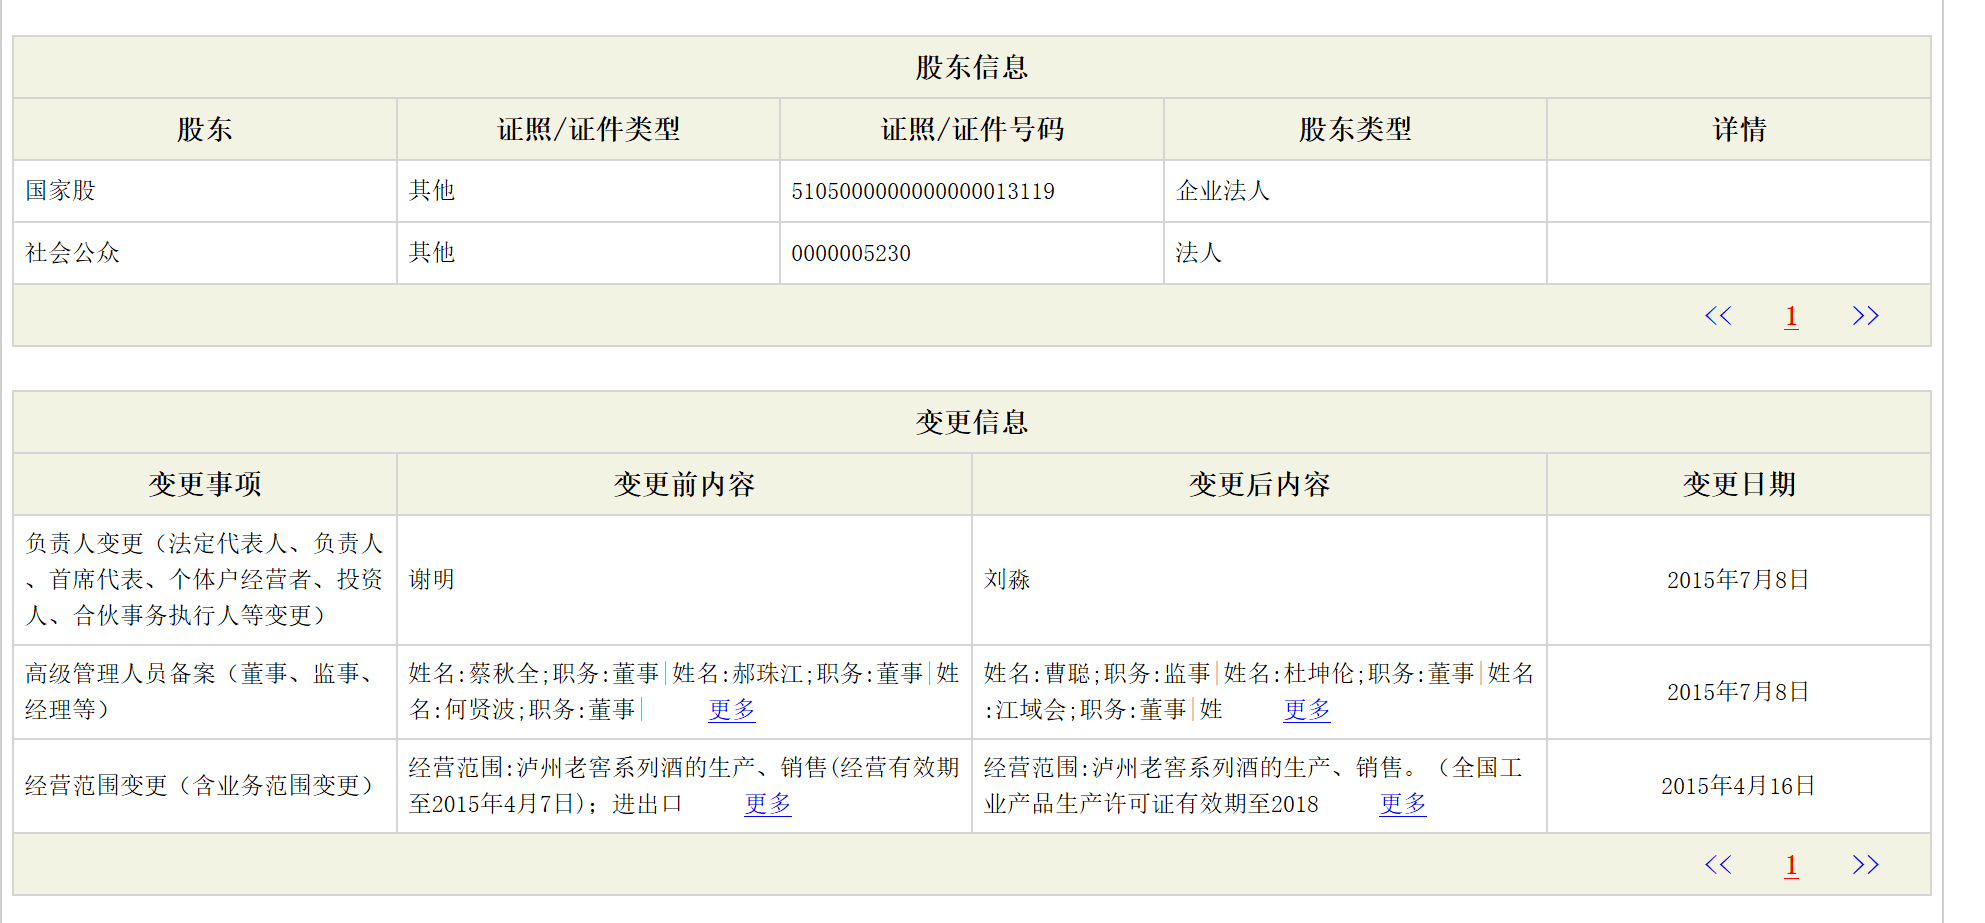 股东信息
股东 证照/证件类型 证照/证件号码 股东类型 详情
国家股 其他 5105000000000000013119 企业法人
社会公众 其他 0000005230 法人
<< 1 >>
变更信息
变更事项 变更前内容 变更后内容 变更日期
负责人变更（法定代表人、负责人
、首席代表、个体户经营者、投资
人、合伙事务执行人等变更）
谢明
刘淼
2015年7月8日
高级管理人员备案（董事、监事、
经理等）
姓名:蔡秋全;职务:董事|姓名:郝珠江;职务:董事|姓
名:何贤波;职务:董事| 更多
姓名:曹聪;职务:监事|姓名:杜坤伦;职务:董事|姓名
:江域会;职务:董事|姓 更多
2015年7月8日
经营范围变更（含业务范围变更）
经营范围:泸州老窖系列酒的生产、销售(经营有效期
至2015年4月7日)；进出口 更多
经营范围:泸州老窖系列酒的生产、销售。（全国工
业产品生产许可证有效期至2018 更多
2015年4月16日
<< 1 >>